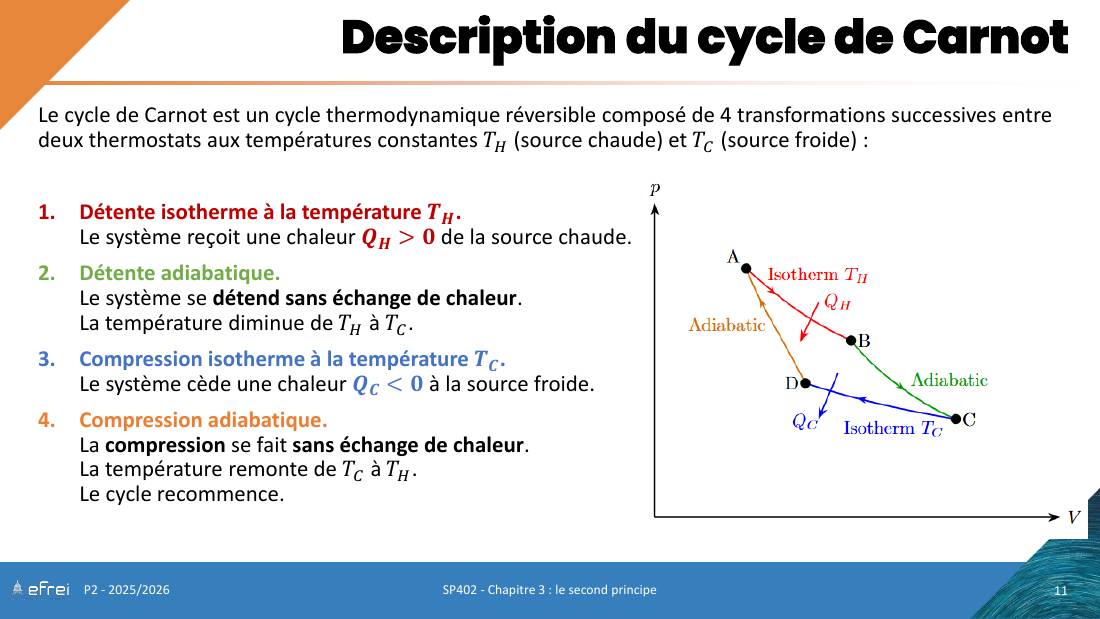 Description du cycle de Carnot
Le cycle de Carnot est un cycle thermodynamique réversible composé de 4 transformations successives entre
deux thermostats aux températures constantes T_H (source chaude) et T_C (source froide) :
1. Détente isotherme à la température T_H.
Le système reçoit une chaleur Q_H > 0 de la source chaude.
2. Détente adiabatique.
Le système se détend sans échange de chaleur.
La température diminue de T_H à T_C.
3. Compression isotherme à la température T_C.
Le système cède une chaleur Q_C < 0 à la source froide.
4. Compression adiabatique.
La compression se fait sans échange de chaleur.
La température remonte de T_C à T_H.
Le cycle recommence.
p
A
Isotherm T_H
Q_H
Adiabatic
B
D
Adiabatic
Q_C
Isotherm T_C
C
V
efrei
P2 - 2025/2026
SP402 - Chapitre 3 : le second principe
11